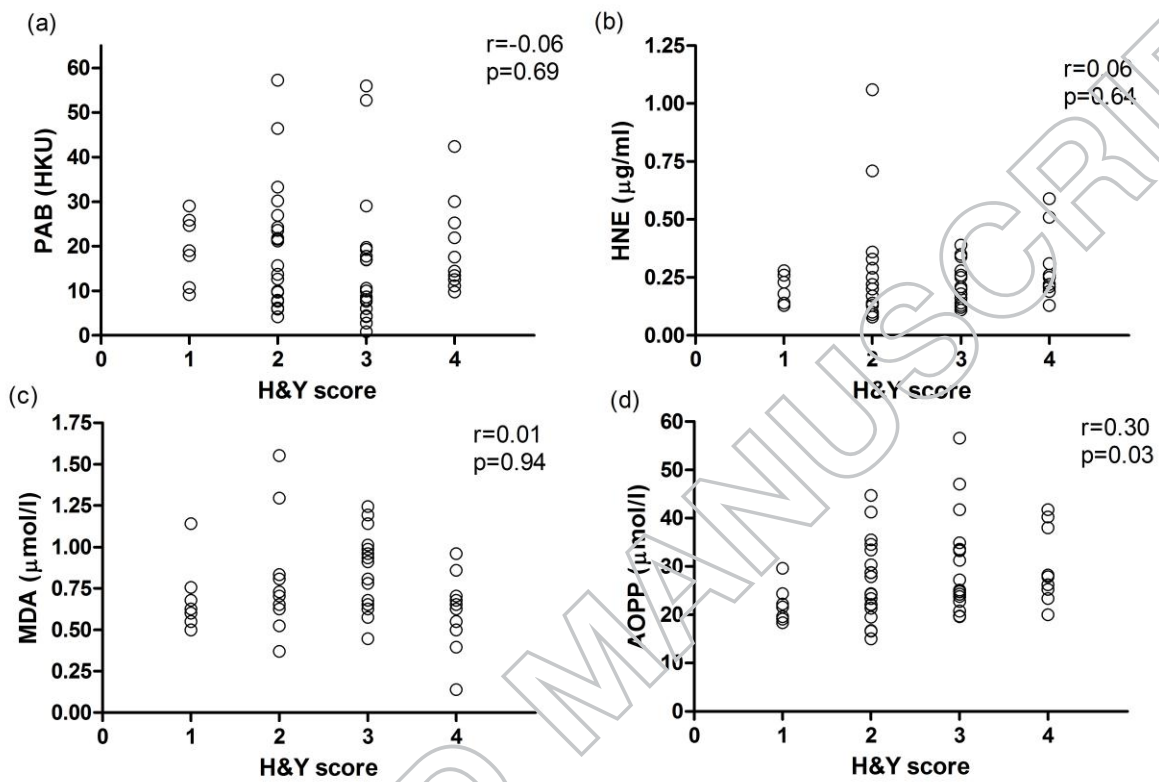 (a)
r=-0.06
p=0.69
PAB (HKU)
60
50
40
30
20
10
0
0 1 2 3 4
H&Y score
(b)
r=0.06
p=0.64
HNE (μg/ml)
1.25
1.00
0.75
0.50
0.25
0.00
0 1 2 3 4
H&Y score
(c)
r=0.01
p=0.94
MDA (μmol/l)
1.75
1.50
1.25
1.00
0.75
0.50
0.25
0.00
0 1 2 3 4
H&Y score
(d)
r=0.30
p=0.03
AOPP (μmol/l)
60
50
40
30
20
10
0
0 1 2 3 4
H&Y score
D MANUSCRIP